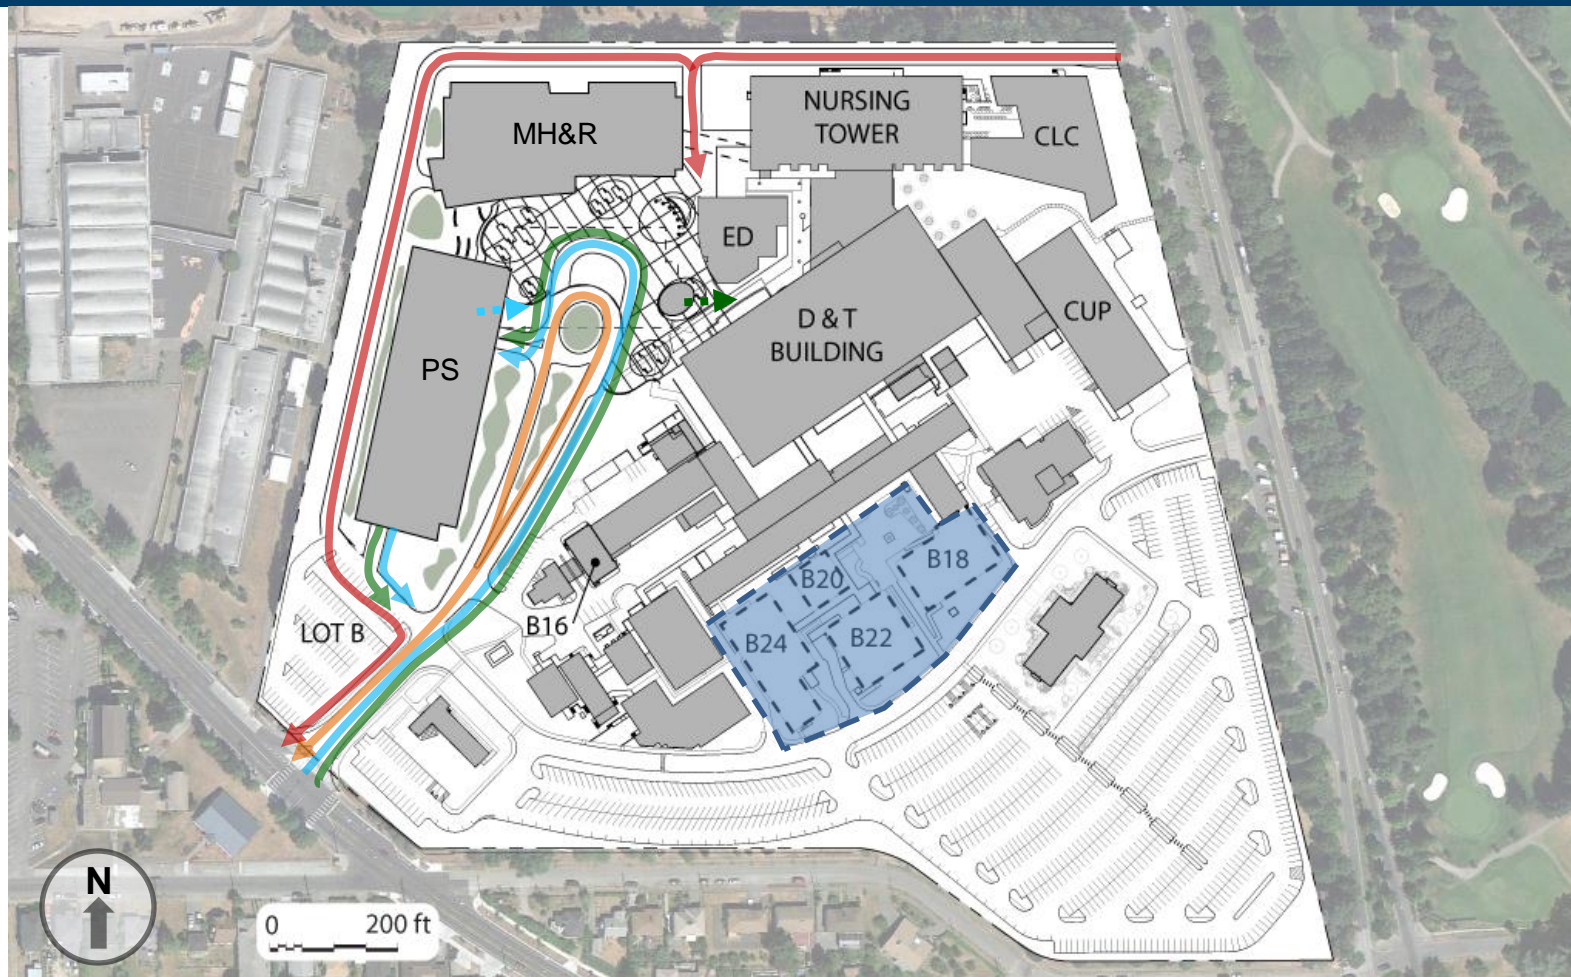 MH&R
NURSING
TOWER
CLC
ED
D & T
BUILDING
CUP
PS
B20
B18
B16
B24
B22
LOT B
N
0 200 ft